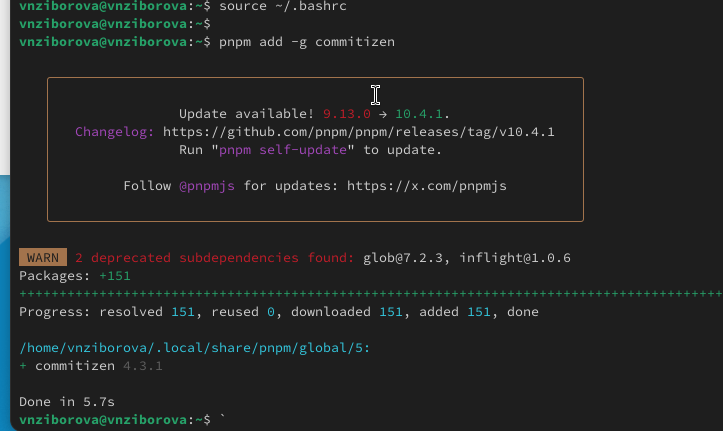 vnziborova@vnziborova:~$ source ~/.bashrc
vnziborova@vnziborova:~$
vnziborova@vnziborova:~$ pnpm add -g commitizen
Update available! 9.13.0 → 10.4.1.
Changelog: https://github.com/pnpm/pnpm/releases/tag/v10.4.1
Run "pnpm self-update" to update.
Follow @pnpmjs for updates: https://x.com/pnpmjs
WARN 2 deprecated subdependencies found: glob@7.2.3, inflight@1.0.6
Packages: +151
++++++++++++++++++++++++++++++++++++++++++++++++++++++++++++++++++++++++++++++++++++++++
Progress: resolved 151, reused 0, downloaded 151, added 151, done
/home/vnziborova/.local/share/pnpm/global/5:
+ commitizen 4.3.1
Done in 5.7s
vnziborova@vnziborova:~$ `